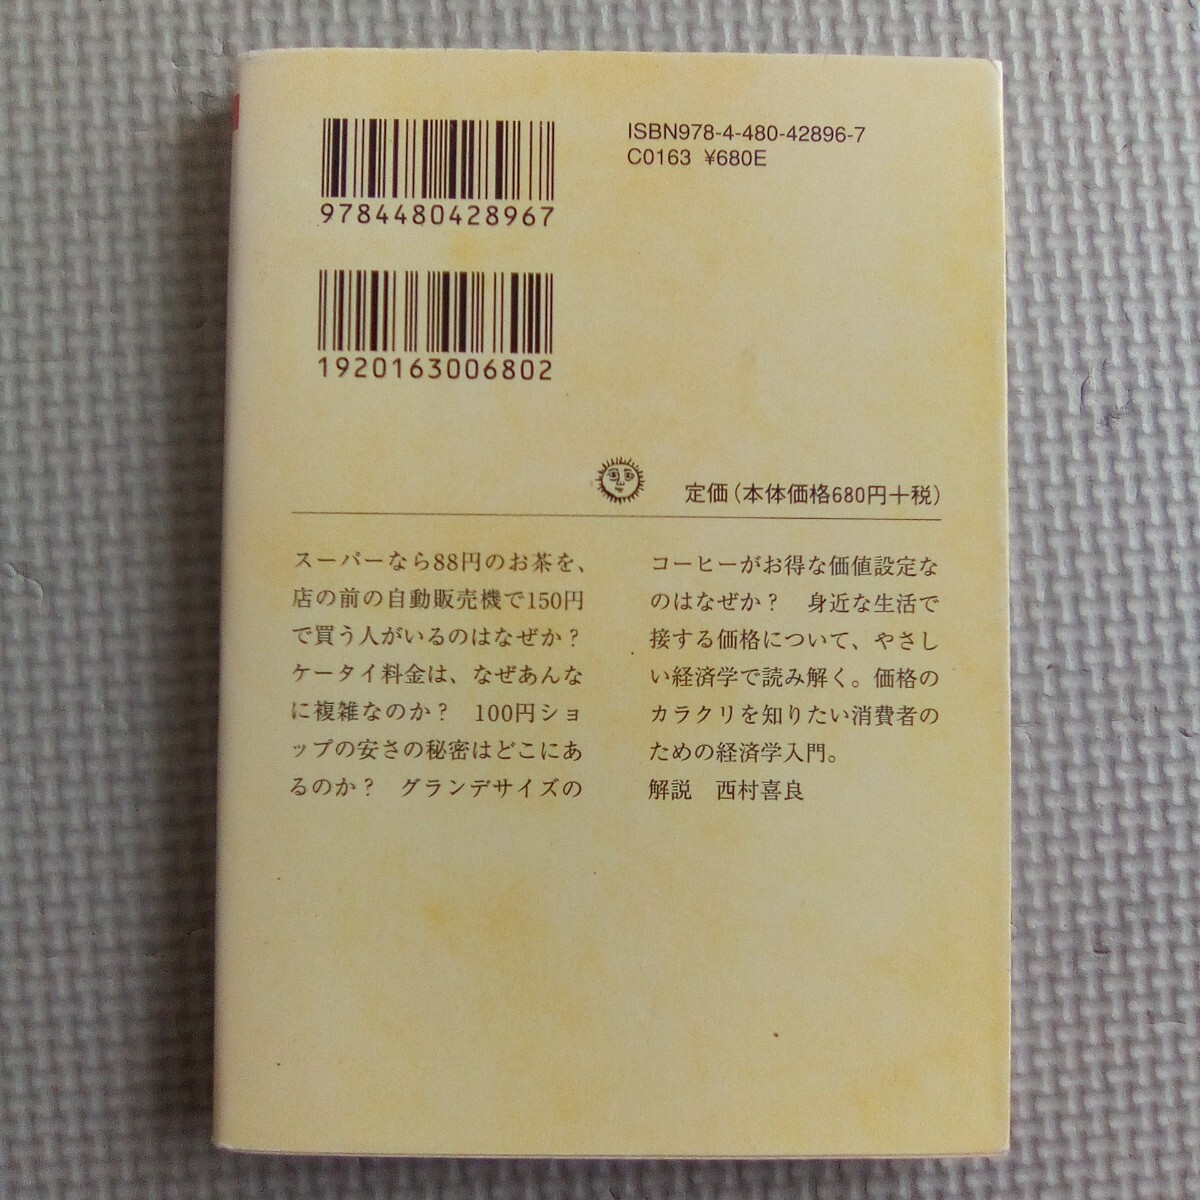 ISBN978-4-480-42896-7
C0163 ¥680E
9784480428967
1920163006802
定価(本体価格680円+税)
スーパーなら88円のお茶を、
店の前の自動販売機で150円
で買う人がいるのはなぜか?
ケータイ料金は、なぜあんな
に複雑なのか? 100円ショ
ップの安さの秘密はどこにあ
るのか? グランデサイズの
コーヒーがお得な価値設定な
のはなぜか? 身近な生活で
接する価格について、やさし
い経済学で読み解く。価格の
カラクリを知りたい消費者の
ための経済学入門。
解説 西村喜良